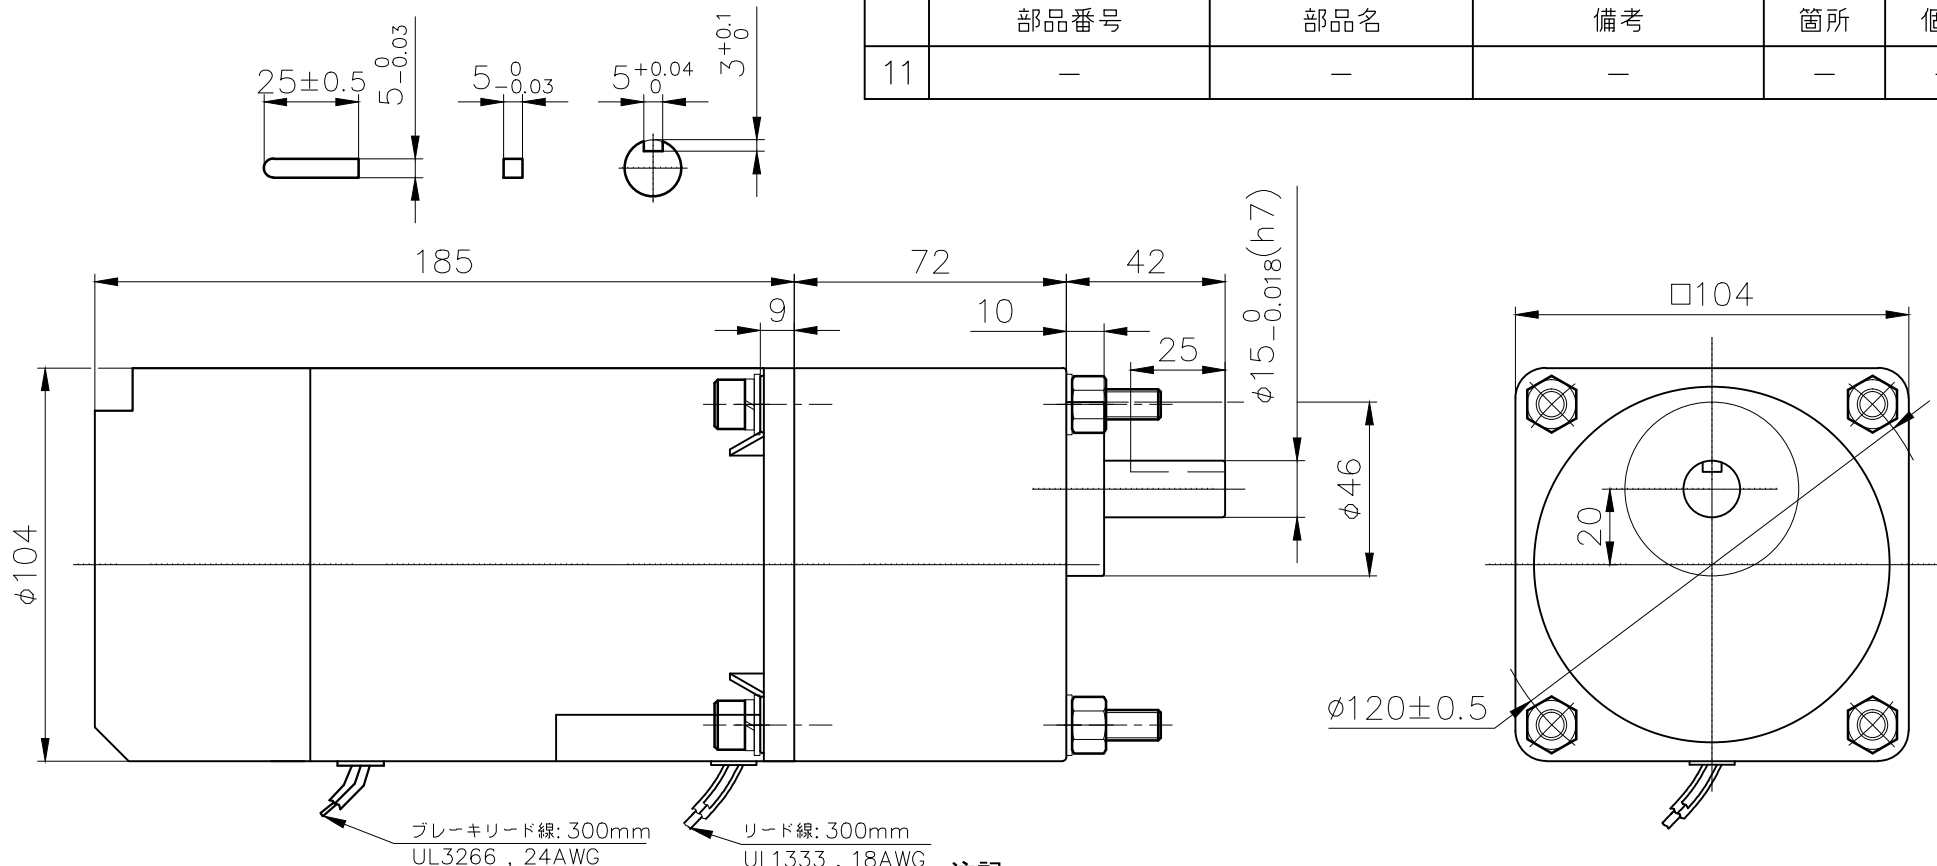 部品番号 部品名 備考 箇所
11 – – – –
25±0.5
5 0 -0.03
5 0 -0.03
5 +0.04 0
3 +0.1 0
185
72
42
9
10
25
φ15 0 -0.018(h7)
φ46
φ104
□104
20
φ120±0.5
ブレーキリード線: 300mm
UL3266 , 24AWG
リード線: 300mm
UL1333 , 18AWG
注記